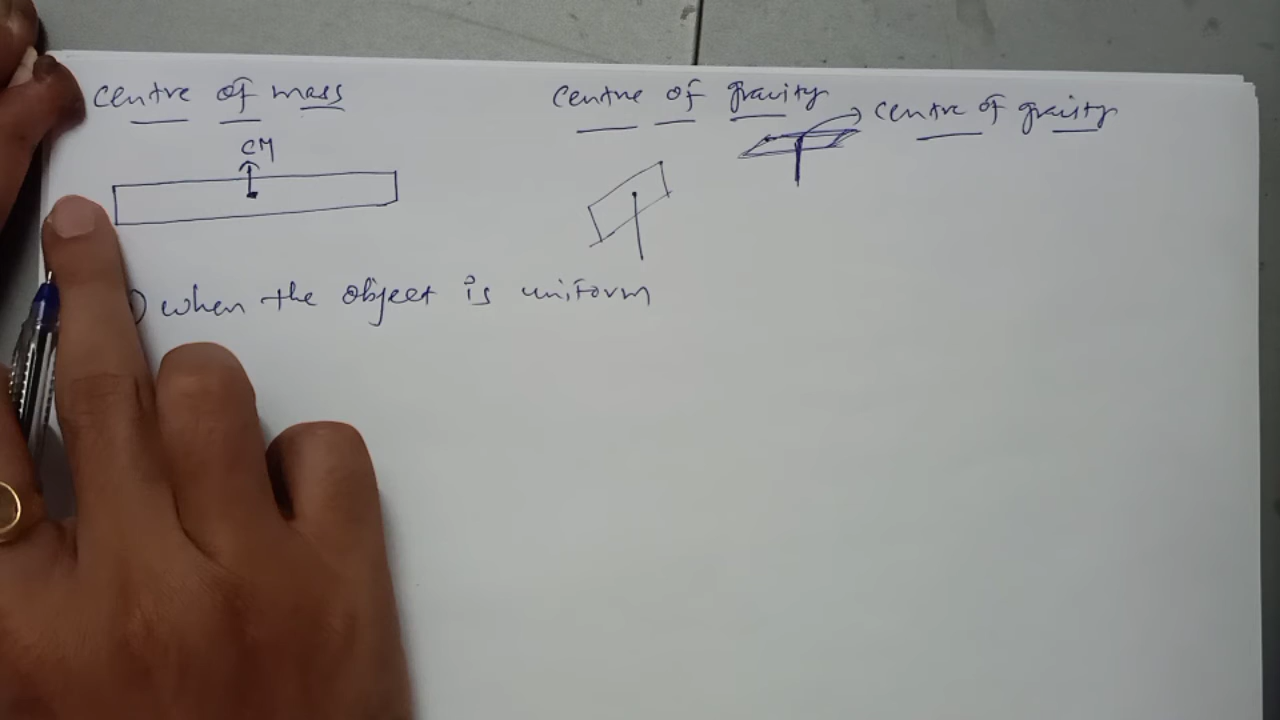 Centre of mass
Centre of gravity
centre of gravity
CM
) when the object is uniform